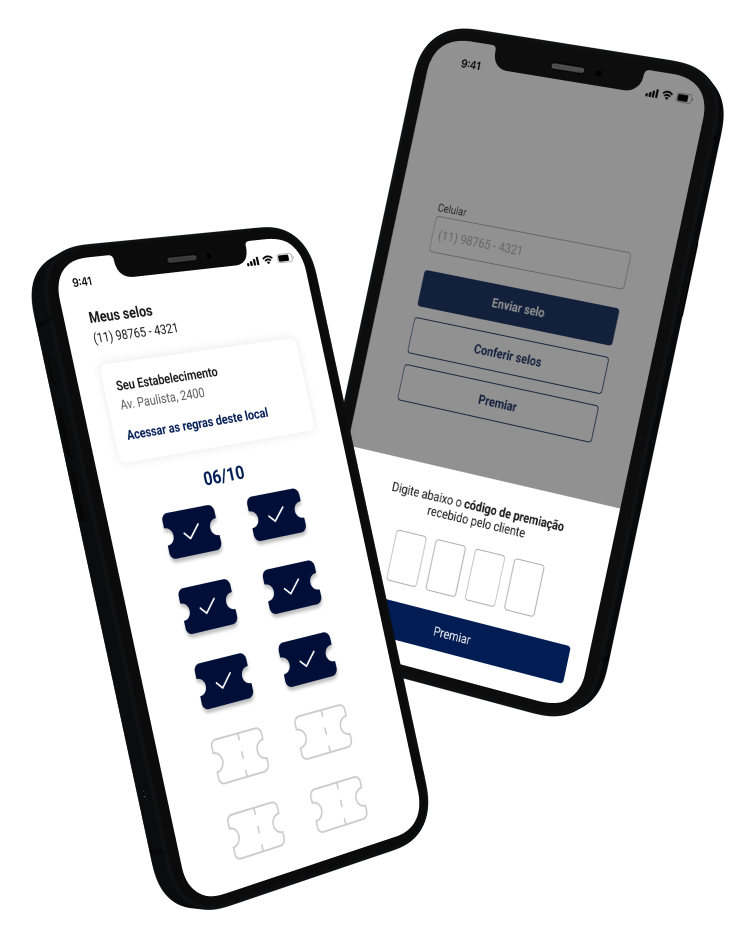 9:41
Meus selos
(11) 98765 - 4321
Seu Estabelecimento
Av. Paulista, 2400
Acessar as regras deste local
06/10
9:41
Celular
(11) 98765 - 4321
Enviar selo
Conferir selos
Premiar
Digite abaixo o código de premiação
recebido pelo cliente
Premiar